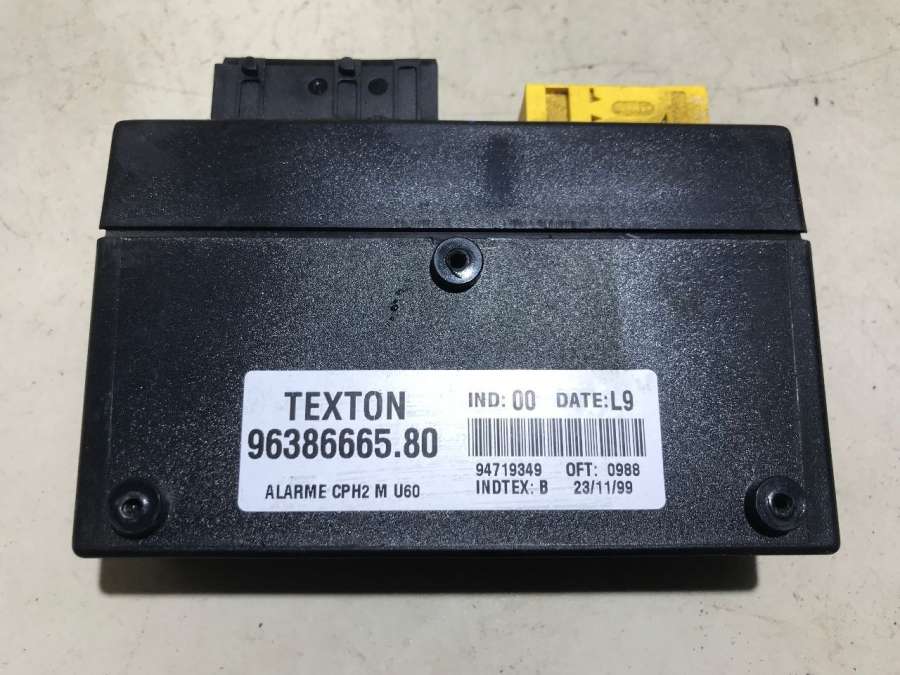 TEXTON
96386665.80
ALARME CPH2 M U60
IND: 00 DATE:L9
94719349 OFT: 0988
INDTEX: B 23/11/99